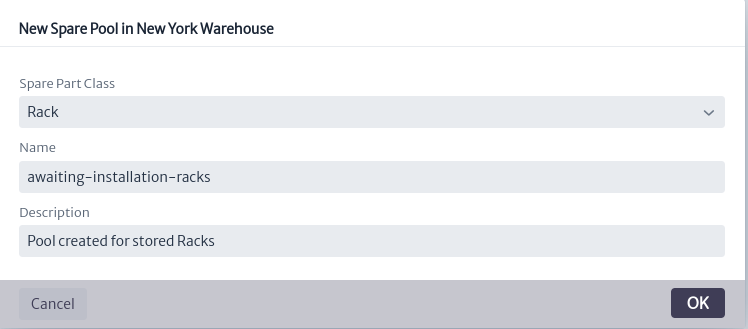 New Spare Pool in New York Warehouse
Spare Part Class
Rack
Name
awaiting-installation-racks
Description
Pool created for stored Racks
Cancel
OK